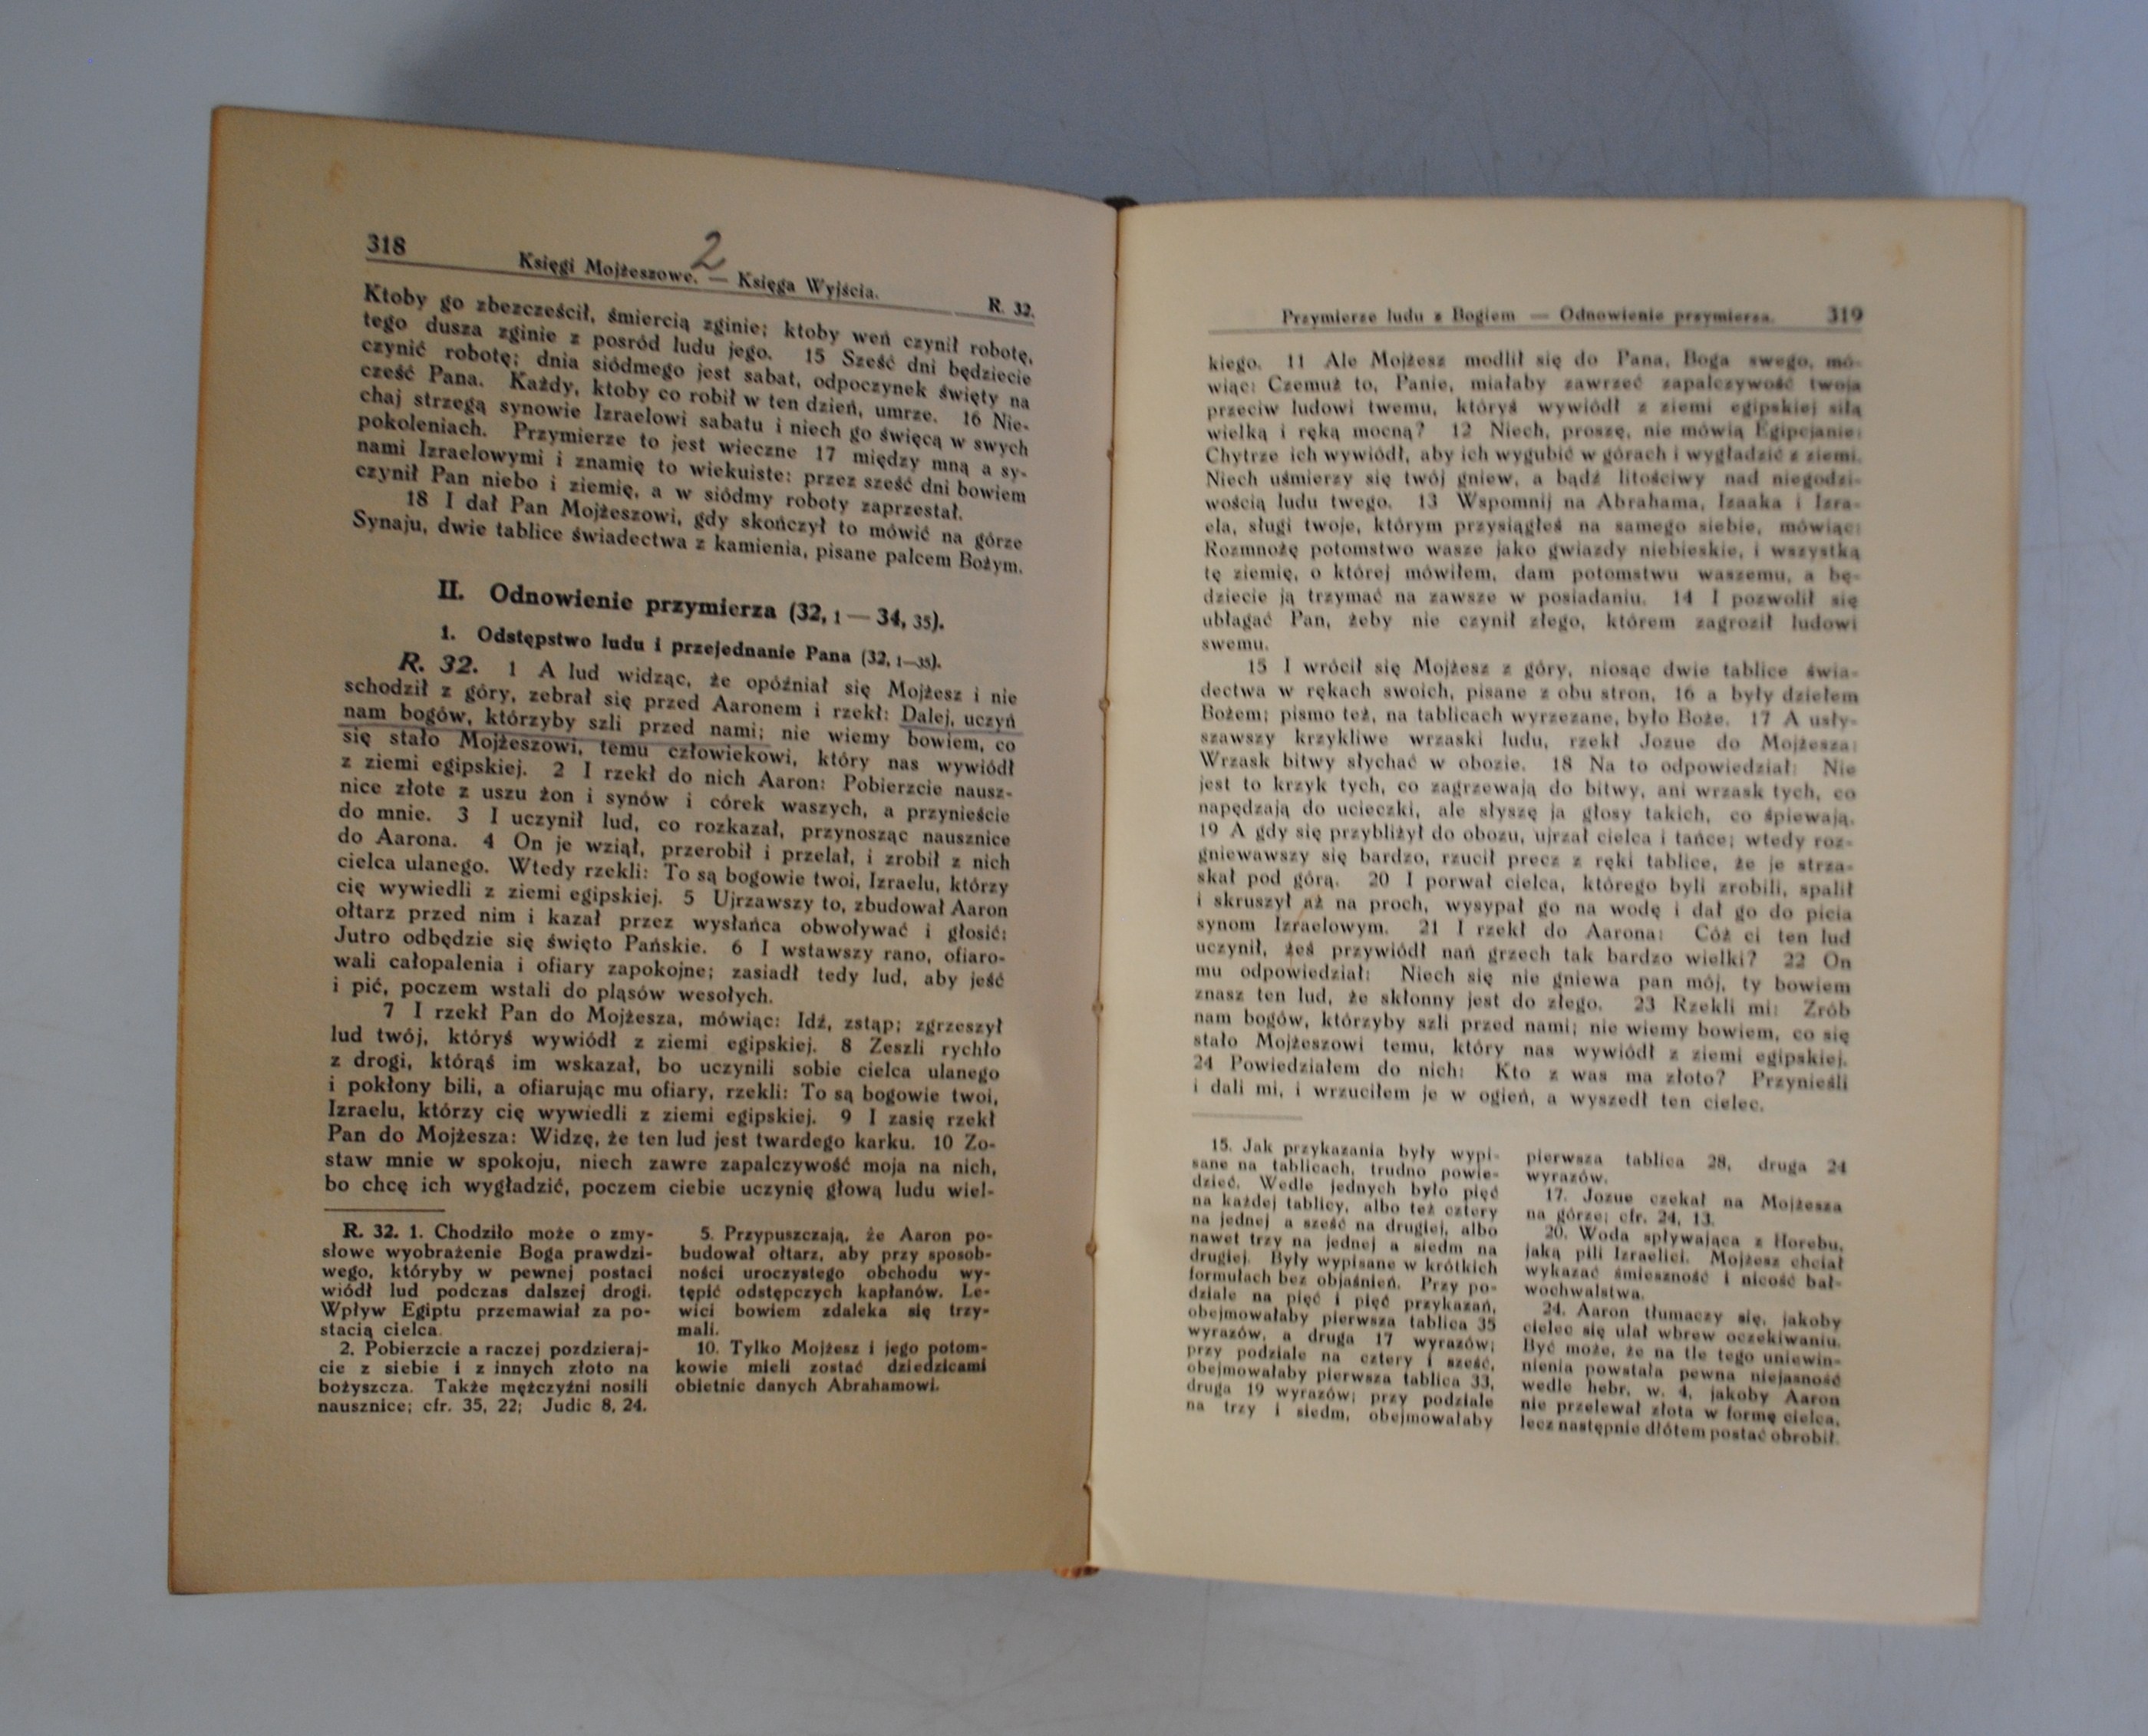 318
2
Księgi Mojżeszowe. — Księga Wyjścia.
R. 32.
Ktoby go zbezcześcił, śmiercią zginie; ktoby weń czynił robotę,
tego dusza zginie z pośród ludu jego. 15 Sześć dni będziecie
czynić robotę; dnia siódmego jest sabat, odpoczynek święty na
cześć Pana. Każdy, ktoby co robił w ten dzień, umrze. 16 Nie-
chaj strzegą synowie Izraelowi sabatu i niech go święcą w swych
pokoleniach. Przymierze to jest wieczne 17 między mną a sy-
nami Izraelowymi i znamię to wiekuiste: przez sześć dni bowiem
czynił Pan niebo i ziemię, a w siódmy roboty zaprzestał.
18 I dał Pan Mojżeszowi, gdy skończył to mówić na górze
Synaju, dwie tablice świadectwa z kamienia, pisane palcem Bożym.
II. Odnowienie przymierza (32, 1 — 34, 35).
1. Odstępstwo ludu i przejednanie Pana (32, 1—35).
R. 32. 1 A lud widząc, że opóźniał się Mojżesz i nie
schodził z góry, zebrał się przed Aaronem i rzekł: Dalej, uczyń
nam bogów, którzyby szli przed nami; nie wiemy bowiem, co
się stało Mojżeszowi, temu człowiekowi, który nas wywiódł
z ziemi egipskiej. 2 I rzekł do nich Aaron: Pobierzcie nausz-
nice złote z uszu żon i synów i córek waszych, a przynieście
do mnie. 3 I uczynił lud, co rozkazał, przynosząc nausznice
do Aarona. 4 On je wziął, przerobił i przelał, i zrobił z nich
cielca ulanego. Wtedy rzekli: To są bogowie twoi, Izraelu, którzy
cię wywiedli z ziemi egipskiej. 5 Ujrzawszy to, zbudował Aaron
ołtarz przed nim i kazał przez wysłańca obwoływać i głosić:
Jutro odbędzie się święto Pańskie. 6 I wstawszy rano, ofiaro-
wali całopalenia i ofiary zapokojne; zasiadł tedy lud, aby jeść
i pić, poczem wstali do pląsów wesołych.
7 I rzekł Pan do Mojżesza, mówiąc: Idź, zstąp; zgrzeszył
lud twój, któryś wywiódł z ziemi egipskiej. 8 Zeszli rychło
z drogi, którąś im wskazał, bo uczynili sobie cielca ulanego
i pokłony bili, a ofiarując mu ofiary, rzekli: To są bogowie twoi,
Izraelu, którzy cię wywiedli z ziemi egipskiej. 9 I zasię rzekł
Pan do Mojżesza: Widzę, że ten lud jest twardego karku. 10 Zo-
staw mnie w spokoju, niech zawre zapalczywość moja na nich,
bo chcę ich wygładzić, poczem ciebie uczynię głową ludu wiel-
R. 32. 1. Chodziło może o zmy-
słowe wyobrażenie Boga prawdzi-
wego, któryby w pewnej postaci
wiódł lud podczas dalszej drogi.
Wpływ Egiptu przemawiał za po-
stacią cielca.
2. Pobierzcie a raczej pozdzieraj-
cie z siebie i z innych złoto na
bożyszcza. Także mężczyźni nosili
nausznice; cfr. 35, 22; Judic 8, 24.
5. Przypuszczają, że Aaron po-
budował ołtarz, aby przy sposob-
ności uroczystego obchodu wy-
tępić odstępczych kapłanów. Le-
wici bowiem zdaleka się trzy-
mali.
10. Tylko Mojżesz i jego potom-
kowie mieli zostać dziedzicami
obietnic danych Abrahamowi.
Przymierze ludu z Bogiem — Odnowienie przymierza.
319
kiego. 11 Ale Mojżesz modlił się do Pana, Boga swego, mó-
wiąc: Czemuż to, Panie, miałaby zawrzeć zapalczywość twoja
przeciw ludowi twemu, któryś wywiódł z ziemi egipskiej siłą
wielką i ręką mocną? 12 Niech, proszę, nie mówią Egipcjanie:
Chytrze ich wywiódł, aby ich wygubić w górach i wygładzić z ziemi.
Niech uśmierzy się twój gniew, a bądź litościwy nad niegodzi-
wością ludu twego. 13 Wspomnij na Abrahama, Izaaka i Izra-
ela, sługi twoje, którym przysiągłeś na samego siebie, mówiąc:
Rozmnożę potomstwo wasze jako gwiazdy niebieskie, i wszystką
tę ziemię, o której mówiłem, dam potomstwu waszemu, a bę-
dziecie ją trzymać na zawsze w posiadaniu. 14 I pozwolił się
ubłagać Pan, żeby nie czynił złego, którem zagroził ludowi
swemu.
15 I wrócił się Mojżesz z góry, niosąc dwie tablice świa-
dectwa w rękach swoich, pisane z obu stron, 16 a były dziełem
Bożem; pismo też, na tablicach wyrzezane, było Boże. 17 A usły-
szawszy krzykliwe wrzaski ludu, rzekł Jozue do Mojżesza:
Wrzask bitwy słychać w obozie. 18 Na to odpowiedział: Nie
jest to krzyk tych, co zagrzewają do bitwy, ani wrzask tych, co
napędzają do ucieczki, ale słyszę ja głosy takich, co śpiewają.
19 A gdy się przybliżył do obozu, ujrzał cielca i tańce; wtedy roz-
gniewawszy się bardzo, rzucił precz z ręki tablice, że je strza-
skał pod górą. 20 I porwał cielca, którego byli zrobili, spalił
i skruszył aż na proch, wysypał go na wodę i dał go do picia
synom Izraelowym. 21 I rzekł do Aarona: Cóż ci ten lud
uczynił, żeś przywiódł nań grzech tak bardzo wielki? 22 On
mu odpowiedział: Niech się nie gniewa pan mój, ty bowiem
znasz ten lud, że skłonny jest do złego. 23 Rzekli mi: Zrób
nam bogów, którzyby szli przed nami; nie wiemy bowiem, co się
stało Mojżeszowi temu, który nas wywiódł z ziemi egipskiej.
24 Powiedziałem do nich: Kto z was ma złoto? Przynieśli
i dali mi, i wrzuciłem je w ogień, a wyszedł ten cielec.
15. Jak przykazania były wypi-
sane na tablicach, trudno powie-
dzieć. Wedle jednych było pięć
na każdej tablicy, albo też cztery
na jednej a sześć na drugiej, albo
nawet trzy na jednej a siedm na
drugiej. Były wypisane w krótkich
formułach bez objaśnień. Przy po-
dziale na pięć i pięć przykazań,
obejmowałaby pierwsza tablica 35
wyrazów, a druga 17 wyrazów;
przy podziale na cztery i sześć,
obejmowałaby pierwsza tablica 33,
druga 19 wyrazów; przy podziale
na trzy i siedm, obejmowałaby
pierwsza tablica 28, druga 24
wyrazów.
17. Jozue czekał na Mojżesza
na górze; cfr. 24, 13.
20. Woda spływająca z Horebu,
jaką pili Izraelici. Mojżesz chciał
wykazać śmieszność i nicość bał-
wochwalstwa.
24. Aaron tłumaczy się, jakoby
cielec się ulał wbrew oczekiwaniu.
Być może, że na tle tego uniewin-
nienia powstała pewna niejasność
wedle hebr. w. 4, jakoby Aaron
nie przelewał złota w formę cielca,
lecz następnie dłótem postać obrobił.